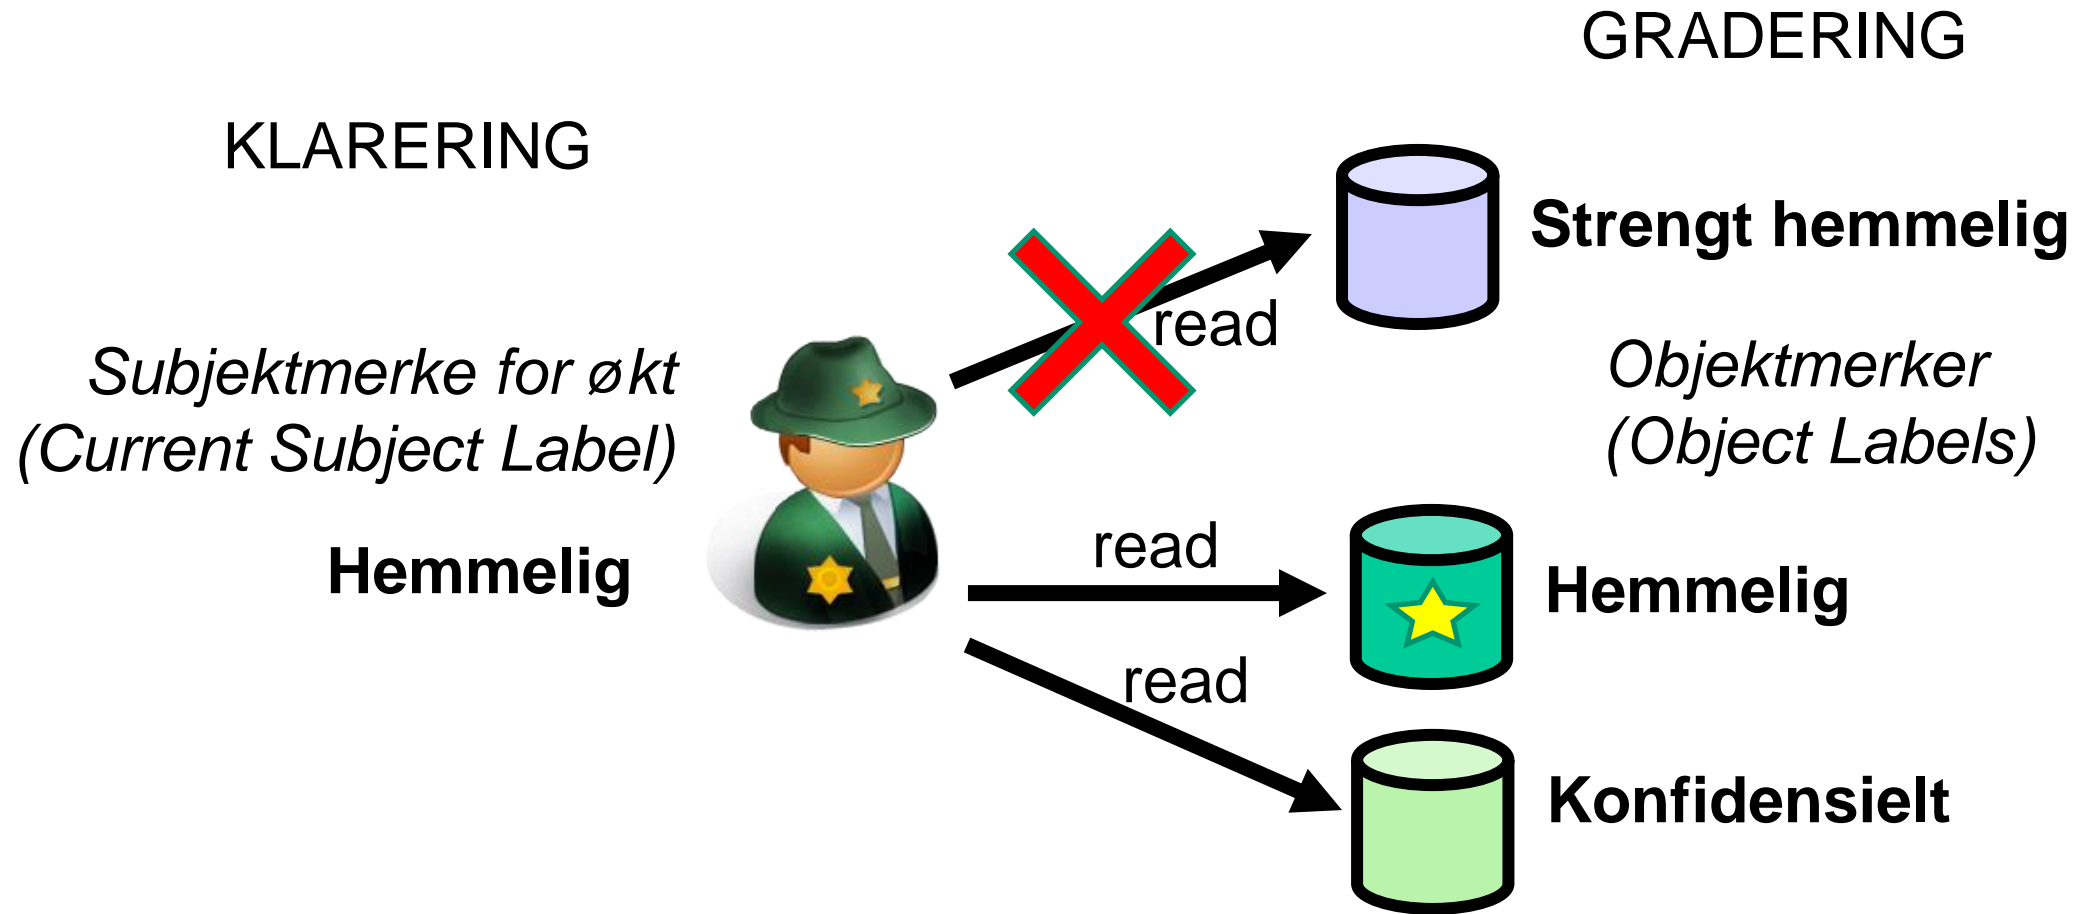 GRADERING
KLARERING
Strengt hemmelig
read
Subjektmerke for økt
(Current Subject Label)
Objektmerker
(Object Labels)
read
Hemmelig
Hemmelig
read
Konfidensielt